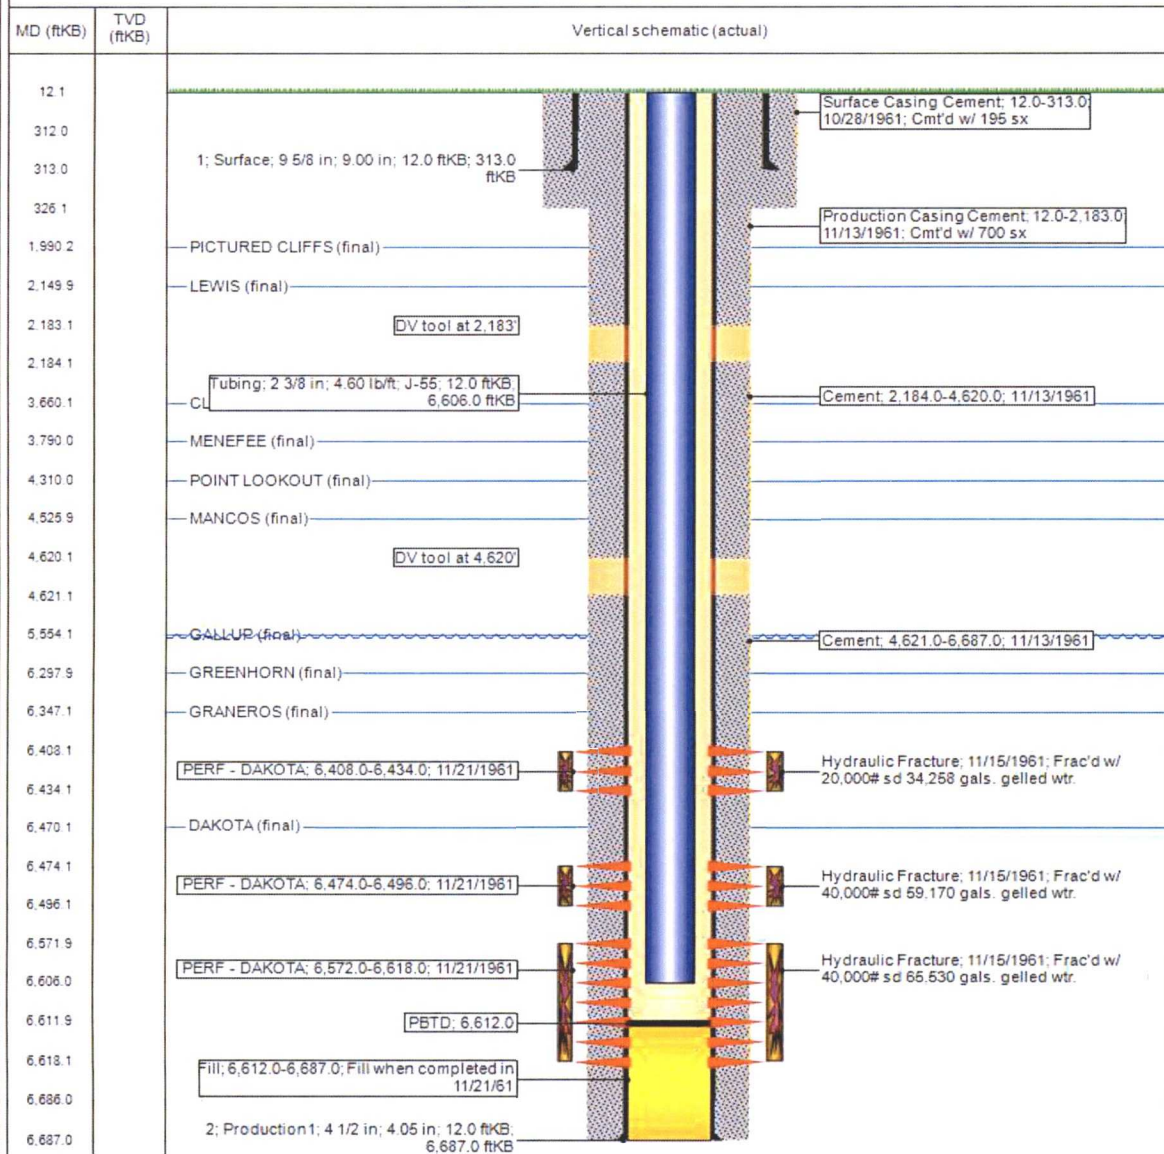 MD (ftKB)
TVD
(ftKB)
Vertical schematic (actual)
12.1
Surface Casing Cement; 12.0-313.0;
10/28/1961; Cmt'd w/ 195 sx
312.0
1; Surface; 9 5/8 in; 9.00 in; 12.0 ftKB; 313.0
ftKB
313.0
326.1
Production Casing Cement; 12.0-2,183.0;
11/13/1961; Cmt'd w/ 700 sx
1,990.2
PICTURED CLIFFS (final)
2,149.9
LEWIS (final)
2,183.1
DV tool at 2,183'
2,184.1
Tubing; 2 3/8 in; 4.60 lb/ft; J-55; 12.0 ftKB;
6,606.0 ftKB
3,660.1
CL
Cement; 2,184.0-4,620.0; 11/13/1961
3,790.0
MENEFEE (final)
4,310.0
POINT LOOKOUT (final)
4,525.9
MANCOS (final)
4,620.1
DV tool at 4,620'
4,621.1
5,554.1
GALLUP (final)
Cement; 4,621.0-6,687.0; 11/13/1961
6,297.9
GREENHORN (final)
6,347.1
GRANEROS (final)
6,408.1
PERF - DAKOTA; 6,408.0-6,434.0; 11/21/1961
Hydraulic Fracture; 11/15/1961; Frac'd w/
20,000# sd 34,258 gals. gelled wtr.
6,434.1
6,470.1
DAKOTA (final)
6,474.1
PERF - DAKOTA; 6,474.0-6,496.0; 11/21/1961
Hydraulic Fracture; 11/15/1961; Frac'd w/
40,000# sd 59,170 gals. gelled wtr.
6,496.1
6,571.9
PERF - DAKOTA; 6,572.0-6,618.0; 11/21/1961
Hydraulic Fracture; 11/15/1961; Frac'd w/
40,000# sd 65,530 gals. gelled wtr.
6,606.0
6,611.9
PBTD; 6,612.0
6,618.1
Fill; 6,612.0-6,687.0; Fill when completed in
11/21/61
6,686.0
2; Production1; 4 1/2 in; 4.05 in; 12.0 ftKB;
6,687.0 ftKB
6,687.0